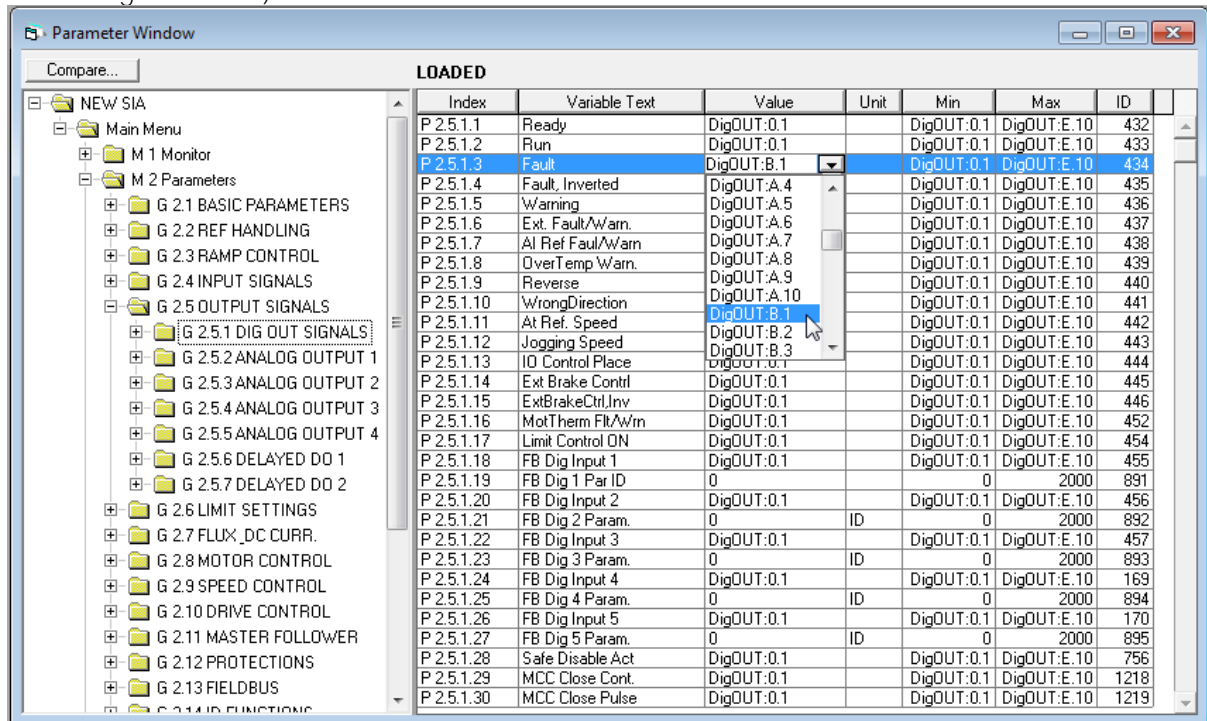 Parameter Window
Compare...
LOADED
NEW SIA
Main Menu
M 1 Monitor
M 2 Parameters
G 2.1 BASIC PARAMETERS
G 2.2 REF HANDLING
G 2.3 RAMP CONTROL
G 2.4 INPUT SIGNALS
G 2.5 OUTPUT SIGNALS
G 2.5.1 DIG OUT SIGNALS
G 2.5.2 ANALOG OUTPUT 1
G 2.5.3 ANALOG OUTPUT 2
G 2.5.4 ANALOG OUTPUT 3
G 2.5.5 ANALOG OUTPUT 4
G 2.5.6 DELAYED DO 1
G 2.5.7 DELAYED DO 2
G 2.6 LIMIT SETTINGS
G 2.7 FLUX_DC CURR.
G 2.8 MOTOR CONTROL
G 2.9 SPEED CONTROL
G 2.10 DRIVE CONTROL
G 2.11 MASTER FOLLOWER
G 2.12 PROTECTIONS
G 2.13 FIELDBUS
G 2.14 ID FUNCTIONS
Index Variable Text Value Unit Min Max ID
P 2.5.1.1 Ready DigOUT:0.1 DigOUT:0.1 DigOUT:E.10 432
P 2.5.1.2 Run DigOUT:0.1 DigOUT:0.1 DigOUT:E.10 433
P 2.5.1.3 Fault DigOUT:B.1 DigOUT:0.1 DigOUT:E.10 434
P 2.5.1.4 Fault, Inverted DigOUT:0.1 DigOUT:E.10 435
P 2.5.1.5 Warning DigOUT:0.1 DigOUT:E.10 436
P 2.5.1.6 Ext. Fault/Warn. DigOUT:0.1 DigOUT:E.10 437
P 2.5.1.7 AI Ref Faul/Warn DigOUT:0.1 DigOUT:E.10 438
P 2.5.1.8 OverTemp Warn. DigOUT:0.1 DigOUT:E.10 439
P 2.5.1.9 Reverse DigOUT:0.1 DigOUT:E.10 440
P 2.5.1.10 WrongDirection DigOUT:0.1 DigOUT:E.10 441
P 2.5.1.11 At Ref. Speed DigOUT:0.1 DigOUT:E.10 442
P 2.5.1.12 Jogging Speed DigOUT:0.1 DigOUT:E.10 443
P 2.5.1.13 IO Control Place DigOUT:0.1 DigOUT:0.1 DigOUT:E.10 444
P 2.5.1.14 Ext Brake Contrl DigOUT:0.1 DigOUT:0.1 DigOUT:E.10 445
P 2.5.1.15 ExtBrakeCtrl,Inv DigOUT:0.1 DigOUT:0.1 DigOUT:E.10 446
P 2.5.1.16 MotTherm Flt/Wrn DigOUT:0.1 DigOUT:0.1 DigOUT:E.10 452
P 2.5.1.17 Limit Control ON DigOUT:0.1 DigOUT:0.1 DigOUT:E.10 454
P 2.5.1.18 FB Dig Input 1 DigOUT:0.1 DigOUT:0.1 DigOUT:E.10 455
P 2.5.1.19 FB Dig 1 Par ID 0 0 2000 891
P 2.5.1.20 FB Dig Input 2 DigOUT:0.1 DigOUT:0.1 DigOUT:E.10 456
P 2.5.1.21 FB Dig 2 Param. 0 ID 0 2000 892
P 2.5.1.22 FB Dig Input 3 DigOUT:0.1 DigOUT:0.1 DigOUT:E.10 457
P 2.5.1.23 FB Dig 3 Param. 0 ID 0 2000 893
P 2.5.1.24 FB Dig Input 4 DigOUT:0.1 DigOUT:0.1 DigOUT:E.10 169
P 2.5.1.25 FB Dig 4 Param. 0 ID 0 2000 894
P 2.5.1.26 FB Dig Input 5 DigOUT:0.1 DigOUT:0.1 DigOUT:E.10 170
P 2.5.1.27 FB Dig 5 Param. 0 ID 0 2000 895
P 2.5.1.28 Safe Disable Act DigOUT:0.1 DigOUT:0.1 DigOUT:E.10 756
P 2.5.1.29 MCC Close Cont. DigOUT:0.1 DigOUT:0.1 DigOUT:E.10 1218
P 2.5.1.30 MCC Close Pulse DigOUT:0.1 DigOUT:0.1 DigOUT:E.10 1219
DigOUT:A.4
DigOUT:A.5
DigOUT:A.6
DigOUT:A.7
DigOUT:A.8
DigOUT:A.9
DigOUT:A.10
DigOUT:B.1
DigOUT:B.2
DigOUT:B.3